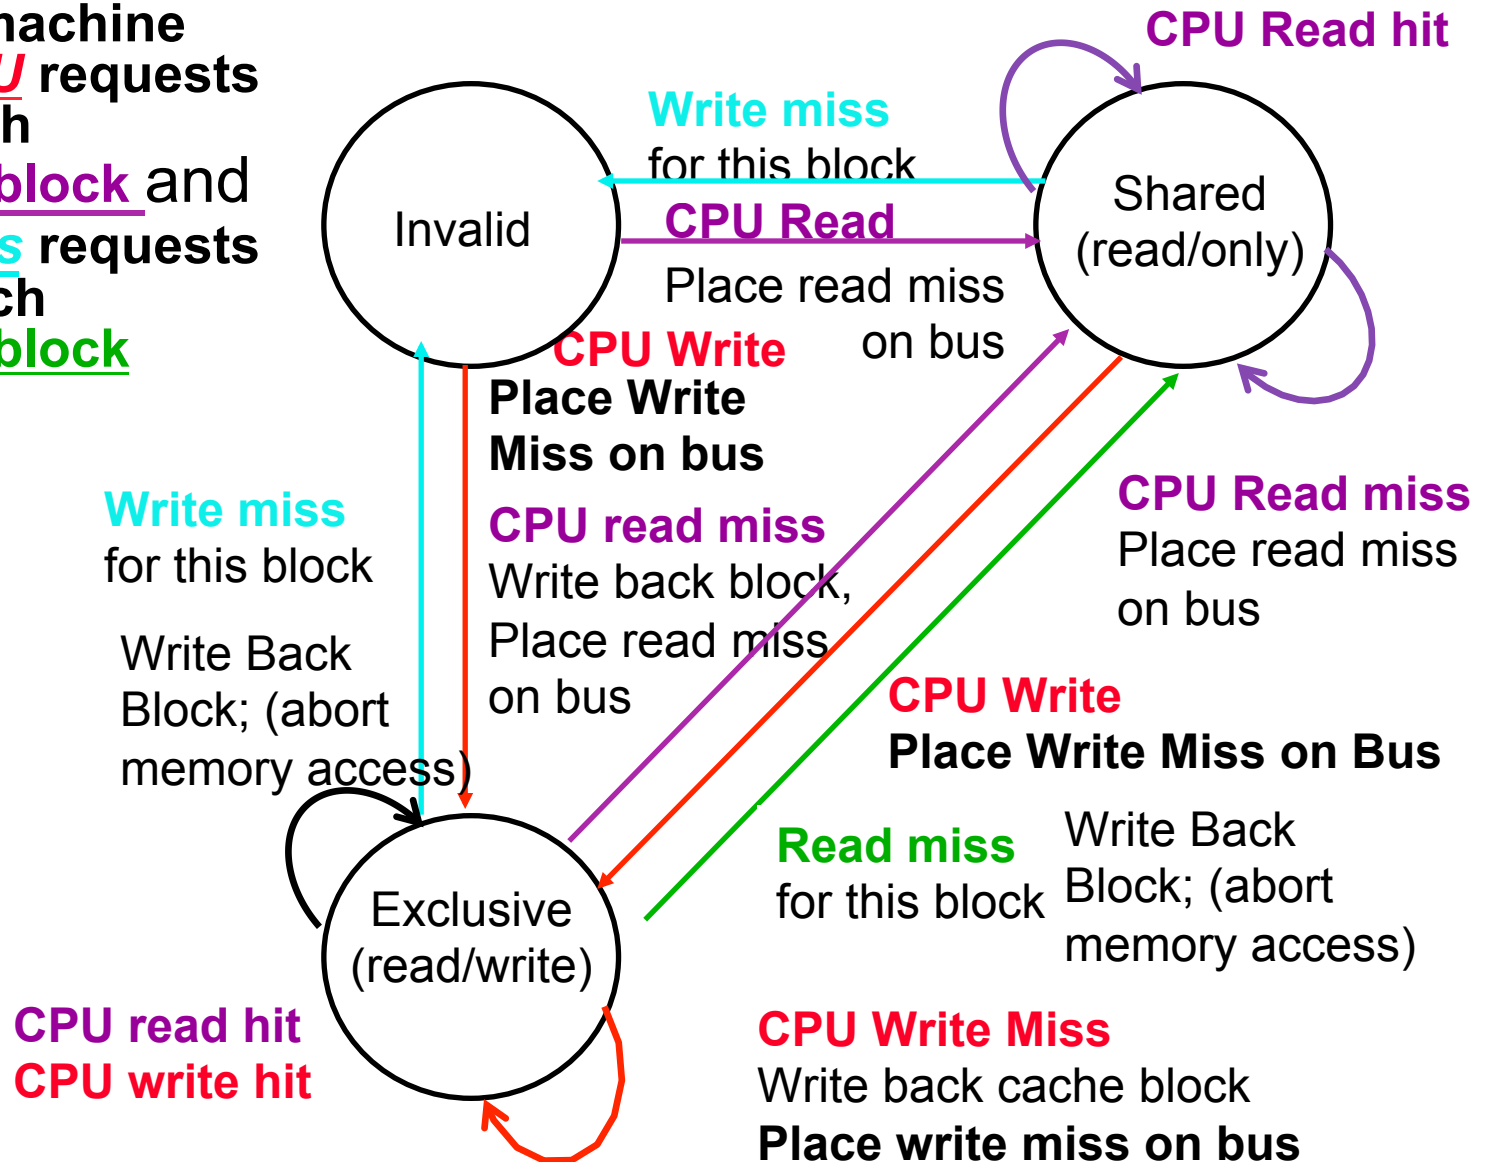 machine
U requests
h
block and
s requests
ch
block
CPU Read hit
Write miss
for this block
Invalid
Shared
(read/only)
CPU Read
Place read miss
on bus
CPU Write
Place Write
Miss on bus
Write miss
for this block
CPU read miss
Write back block,
Place read miss
on bus
CPU Read miss
Place read miss
on bus
Write Back
Block; (abort
memory access)
CPU Write
Place Write Miss on Bus
Read miss
for this block
Write Back
Block; (abort
memory access)
Exclusive
(read/write)
CPU read hit
CPU write hit
CPU Write Miss
Write back cache block
Place write miss on bus